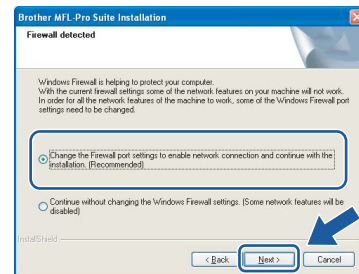 Brother MFL-Pro Suite Installation
Firewall detected
Windows Firewall is helping to protect your computer.
With the current firewall settings some of the network features on your machine will not work.
In order for all the network features of the machine to work, some of the Windows Firewall port
settings need to be changed.
Change the Firewall port settings to enable network connection and continue with the
installation. (Recommended)
Continue without changing the Windows Firewall settings. (Some network features will be
disabled)
InstallShield
< Back
Next >
Cancel